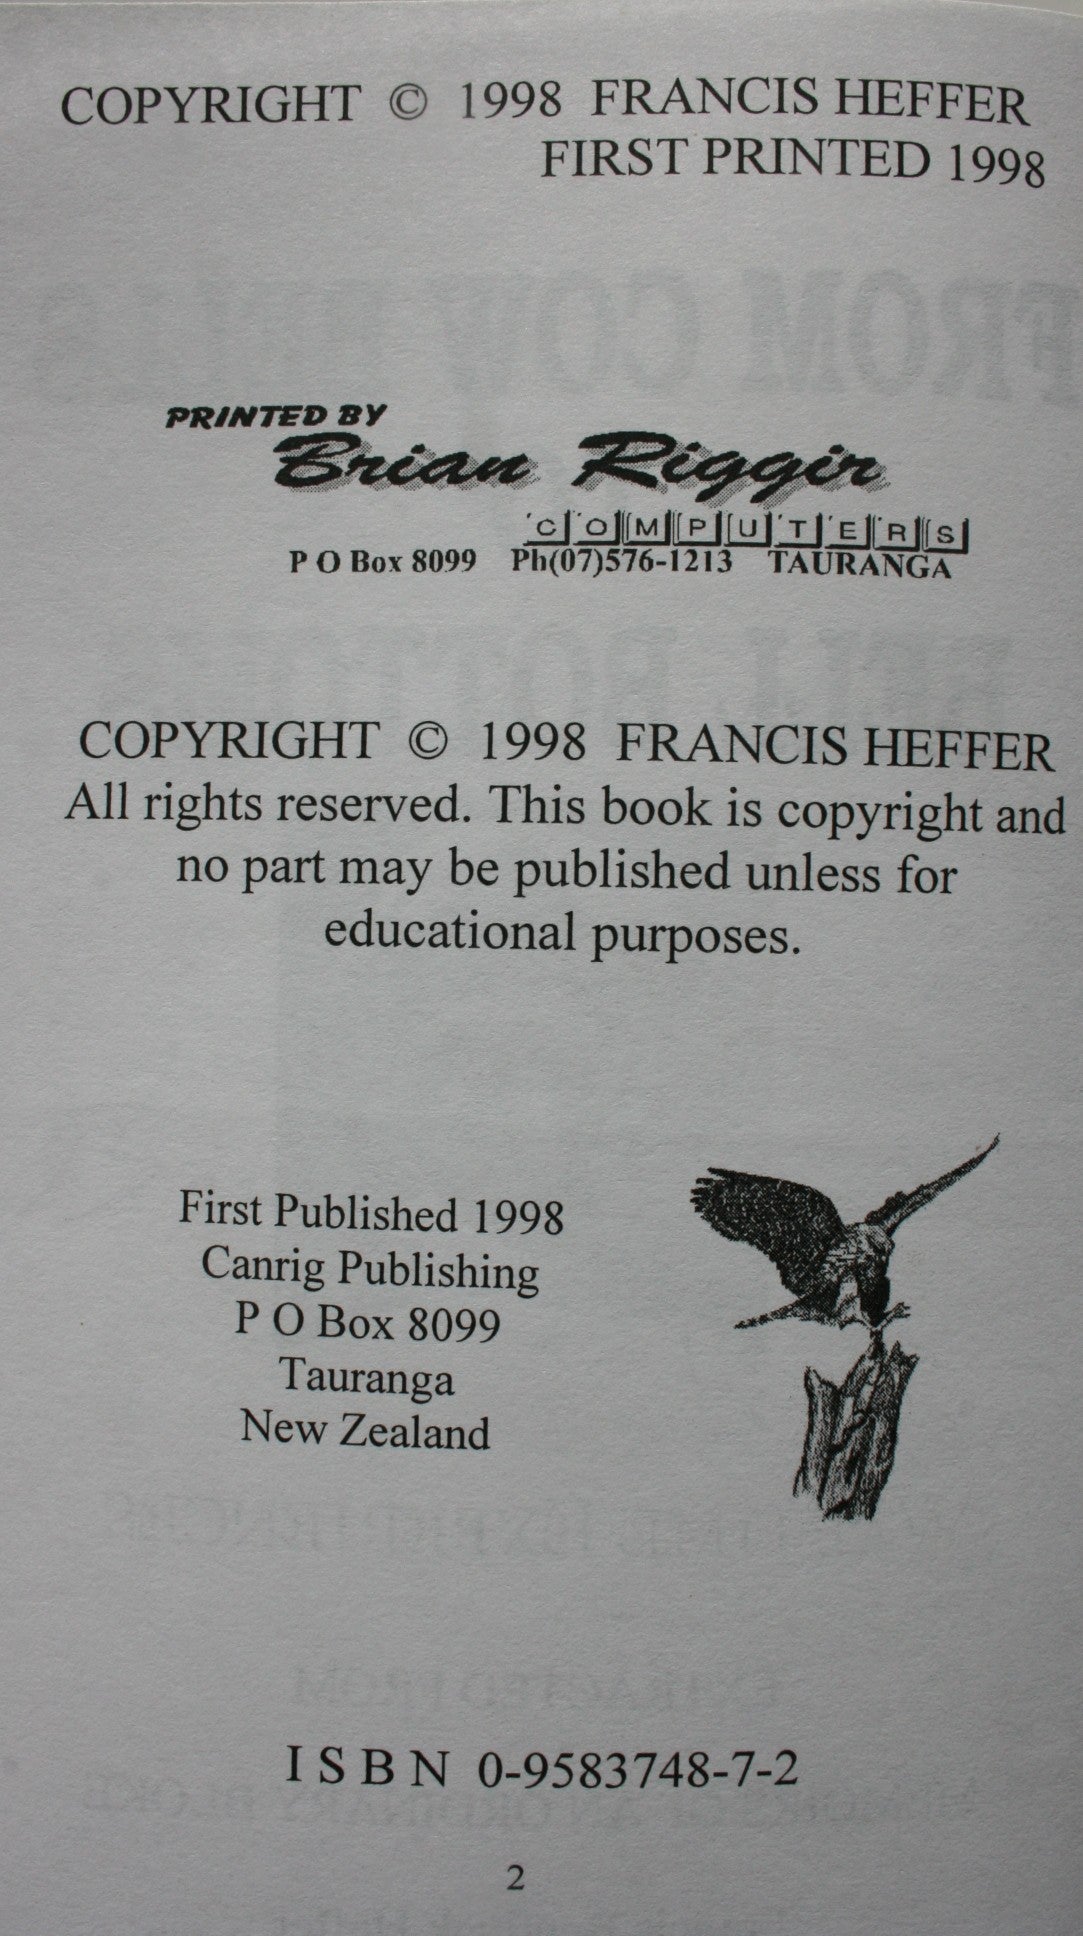 COPYRIGHT © 1998 FRANCIS HEFFER
FIRST PRINTED 1998
PRINTED BY
Brian Riggir
COMPUTERS
P O Box 8099 Ph(07)576-1213 TAURANGA
COPYRIGHT © 1998 FRANCIS HEFFER
All rights reserved. This book is copyright and
no part may be published unless for
educational purposes.
First Published 1998
Canrig Publishing
P O Box 8099
Tauranga
New Zealand
I S B N 0-9583748-7-2
2